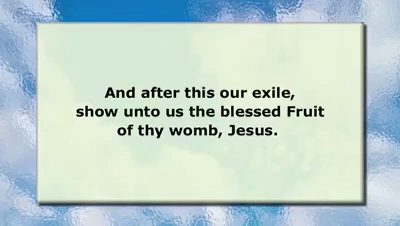 And after this our exile,
show unto us the blessed Fruit
of thy womb, Jesus.